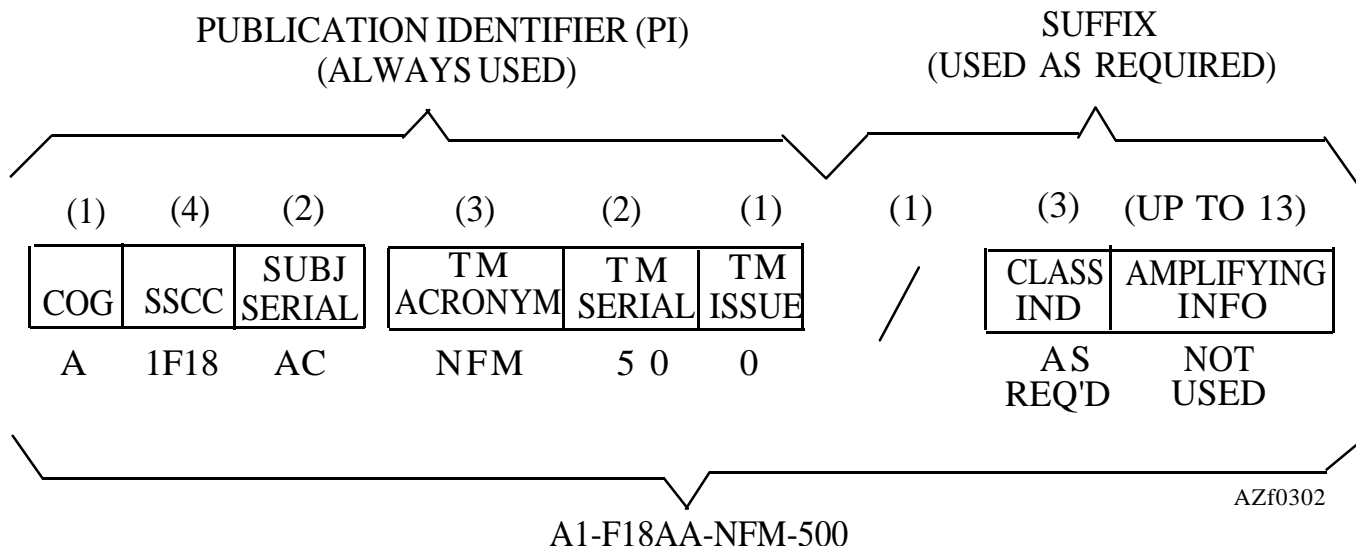 PUBLICATION IDENTIFIER (PI)
(ALWAYS USED)
SUFFIX
(USED AS REQUIRED)
(1) (4) (2) (3) (2) (1) (1) (3) (UP TO 13)
COG SSCC SUBJ SERIAL TM ACRONYM TM SERIAL TM ISSUE / CLASS IND AMPLIFYING INFO
A 1F18 AC NFM 5 0 0 AS REQ'D NOT USED
AZf0302
A1-F18AA-NFM-500